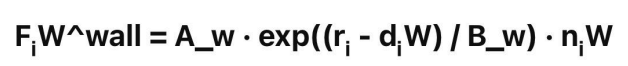 FᵢW^wall = A_w · exp((rᵢ - dᵢW) / B_w) · nᵢW